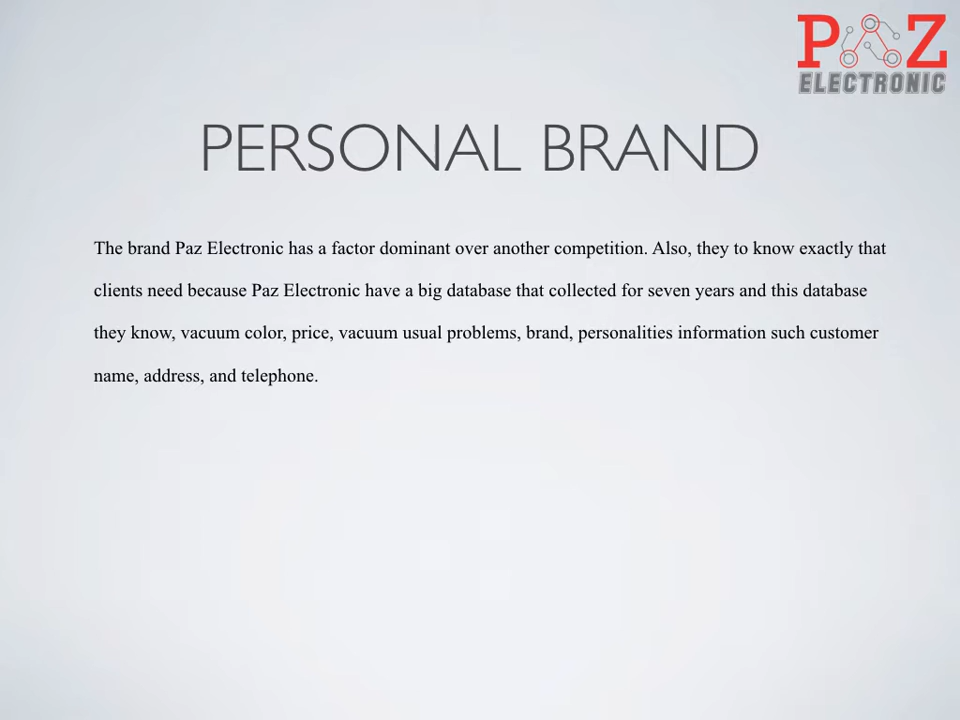 PAZ
ELECTRONIC
PERSONAL BRAND
The brand Paz Electronic has a factor dominant over another competition. Also, they to know exactly that
clients need because Paz Electronic have a big database that collected for seven years and this database
they know, vacuum color, price, vacuum usual problems, brand, personalities information such customer
name, address, and telephone.